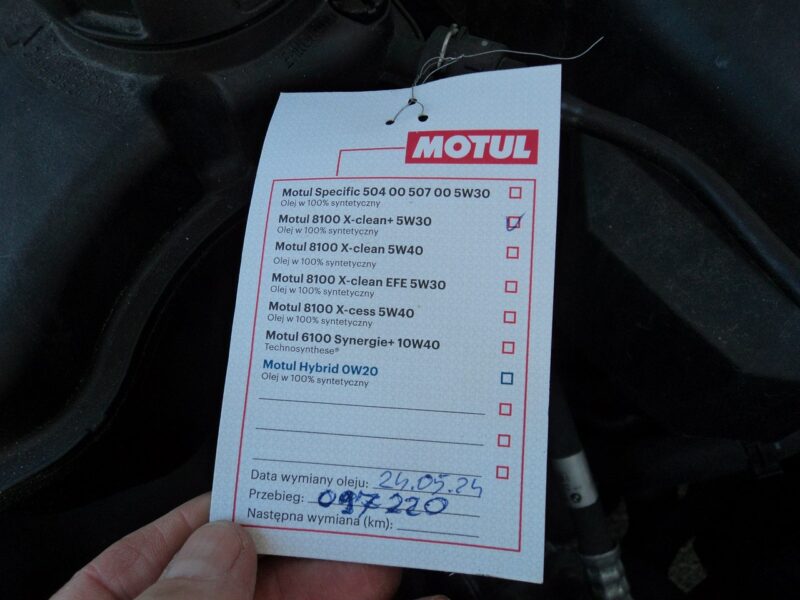 MOTUL
Motul Specific 504 00 507 00 5W30
Olej w 100% syntetyczny
Motul 8100 X-clean+ 5W30
Olej w 100% syntetyczny
Motul 8100 X-clean 5W40
Olej w 100% syntetyczny
Motul 8100 X-clean EFE 5W30
Olej w 100% syntetyczny
Motul 8100 X-cess 5W40
Olej w 100% syntetyczny
Motul 6100 Synergie+ 10W40
Technosynthese®
Motul Hybrid 0W20
Olej w 100% syntetyczny
Data wymiany oleju: 24.05.24
Przebieg: 097220
Następna wymiana (km):